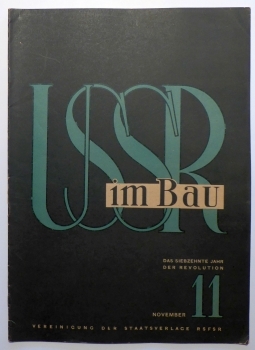 USSR
im Bau
DAS SIEBZEHNTE JAHR
DER REVOLUTION
NOVEMBER 11
VEREINIGUNG DER STAATSVERLAGE RSFSR